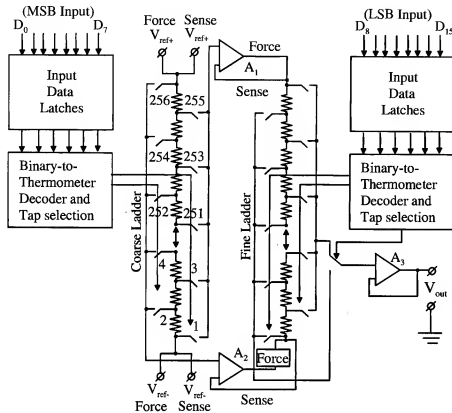 (MSB Input)
D0 D7
Input
Data
Latches
Binary-to-
Thermometer
Decoder and
Tap selection
Force Sense
Vref+ Vref+
256 255
254 253
252 251
4 3
2 1
Coarse Ladder
Vref- Vref-
Force Sense
Force
A1
Sense
Fine Ladder
A2
Force
Sense
(LSB Input)
D8 D15
Input
Data
Latches
Binary-to-
Thermometer
Decoder and
Tap selection
A3
Vout